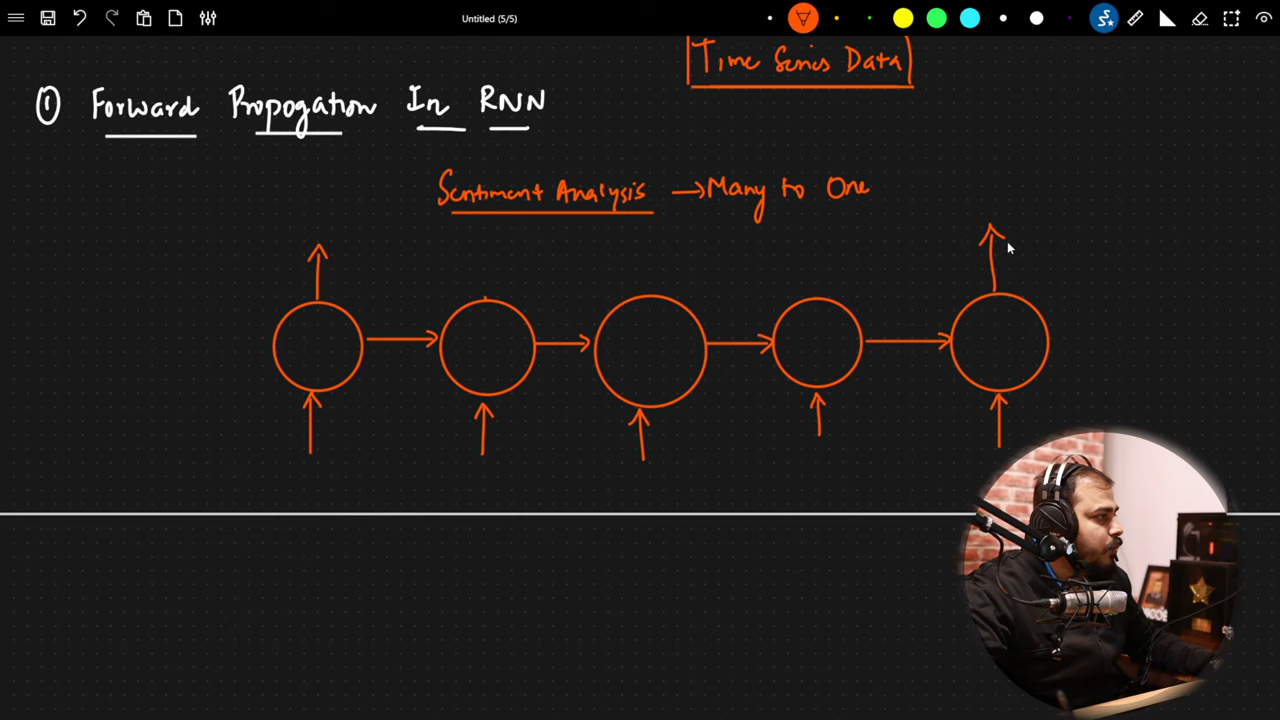 Untitled (5/5)
Time Series Data
① Forward Propogation In RNN
Sentiment Analysis → Many to One